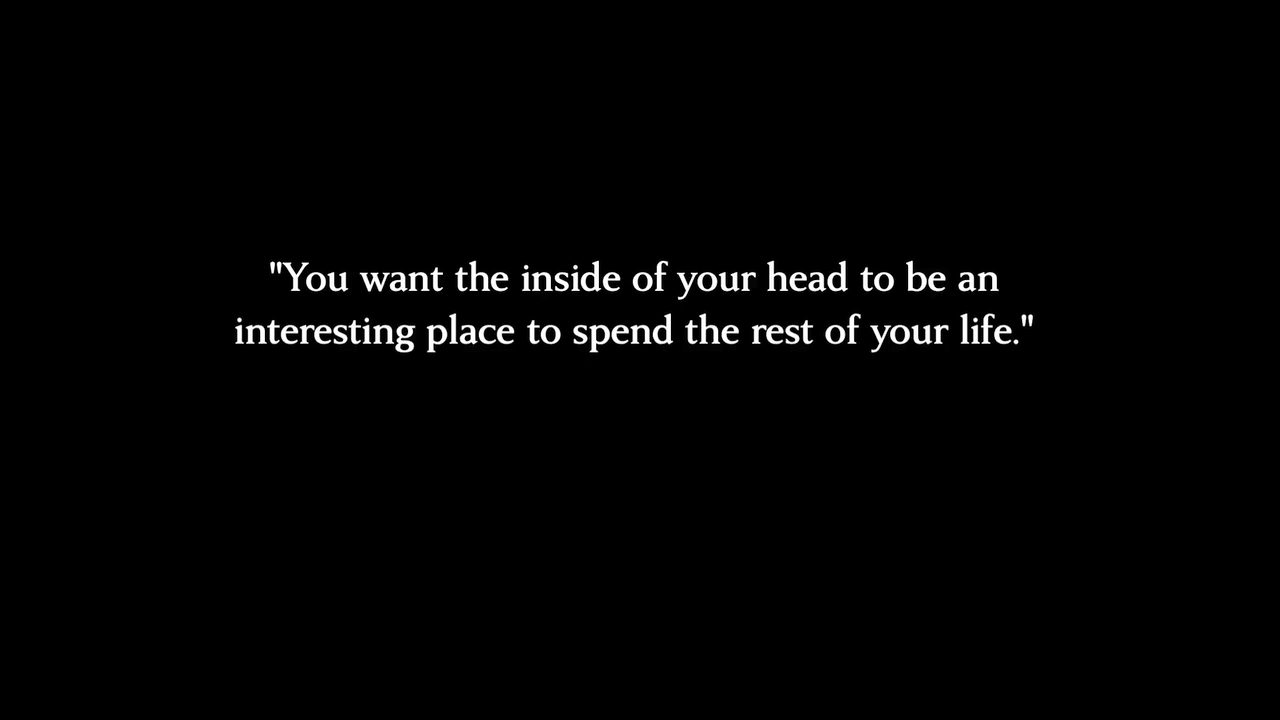 "You want the inside of your head to be an
interesting place to spend the rest of your life."